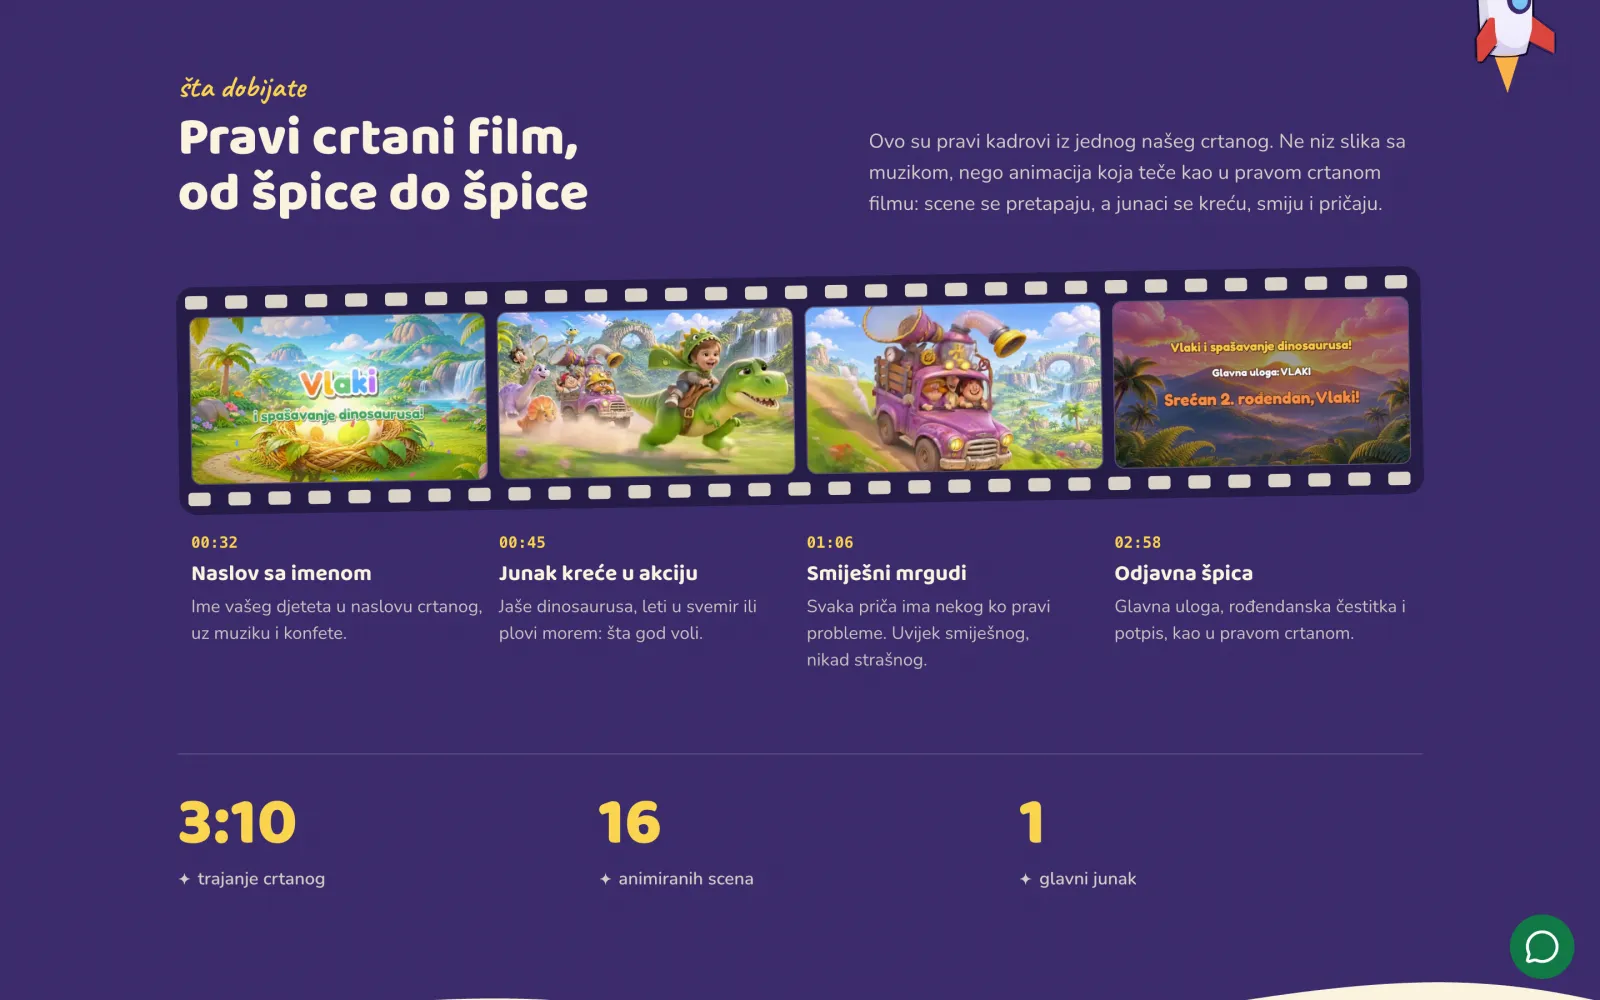 šta dobijate
Pravi crtani film,
od špice do špice
Ovo su pravi kadrovi iz jednog našeg crtanog. Ne niz slika sa
muzikom, nego animacija koja teče kao u pravom crtanom
filmu: scene se pretapaju, a junaci se kreću, smiju i pričaju.
Vlaki
i spašavanje dinosaurusa!
Vlaki i spašavanje dinosaurusa!
Glavna uloga: VLAKI
Srećan 2. rođendan, Vlaki!
00:32
Naslov sa imenom
Ime vašeg djeteta u naslovu crtanog,
uz muziku i konfete.
00:45
Junak kreće u akciju
Jaše dinosaurusa, leti u svemir ili
plovi morem: šta god voli.
01:06
Smiješni mrgudi
Svaka priča ima nekog ko pravi
probleme. Uvijek smiješnog,
nikad strašnog.
02:58
Odjavna špica
Glavna uloga, rođendanska čestitka i
potpis, kao u pravom crtanom.
3:10
✦ trajanje crtanog
16
✦ animiranih scena
1
✦ glavni junak